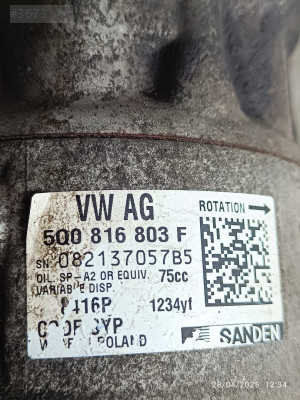 VW AG
ROTATION
5Q0 816 803 F
SN. 082137057B5
OIL: SP-A2 OR EQUIV. 75cc
VARIABLE DISP.
1234yf
SANDEN
POLAND
28/04/2025 12:34